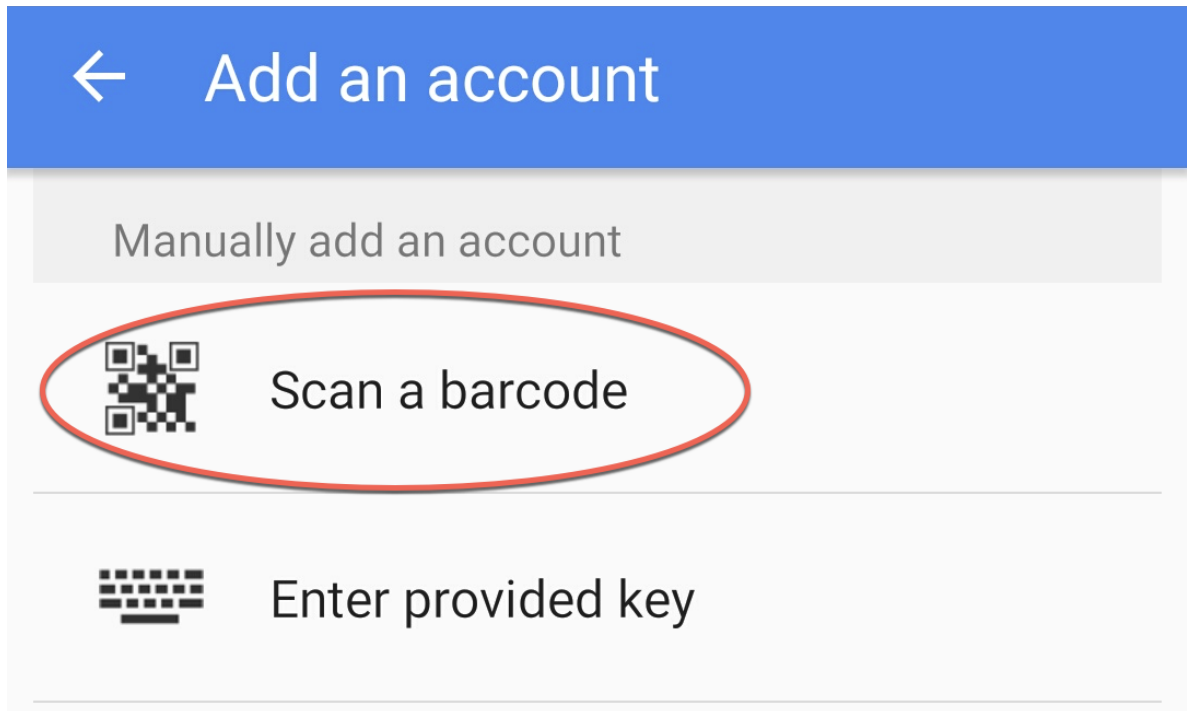 Add an account
Manually add an account
Scan a barcode
Enter provided key